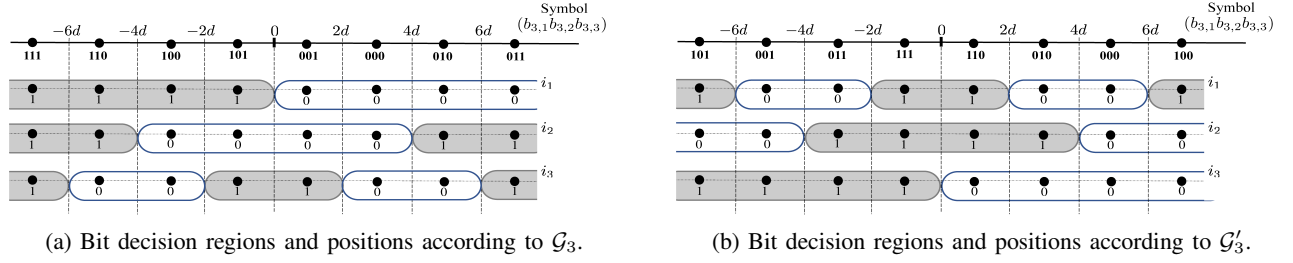 Symbol
(b₃,₁b₃,₂b₃,₃)
−6d −4d −2d 0 2d 4d 6d
111 110 100 101 001 000 010 011
i₁
1 1 1 1 0 0 0 0
i₂
1 1 0 0 0 0 1 1
i₃
1 0 0 1 1 0 0 1
(a) Bit decision regions and positions according to 𝒢₃.
Symbol
(b₃,₁b₃,₂b₃,₃)
−6d −4d −2d 0 2d 4d 6d
101 001 011 111 110 010 000 100
i₁
1 0 0 1 1 0 0 1
i₂
0 0 1 1 1 1 0 0
i₃
1 1 1 1 0 0 0 0
(b) Bit decision regions and positions according to 𝒢′₃.